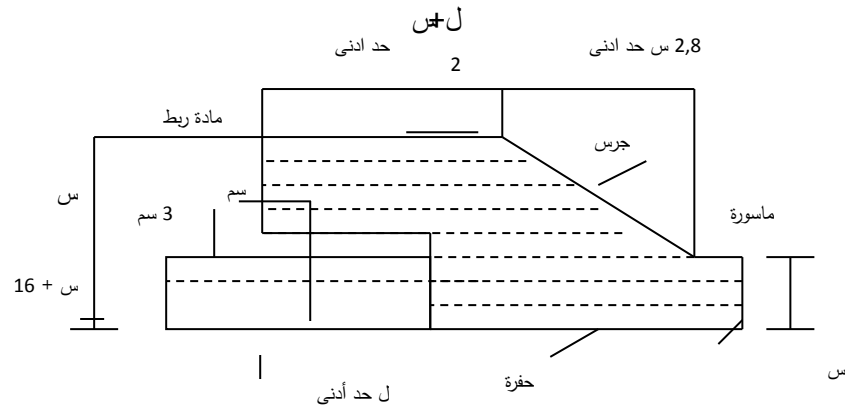 ل+س
2,8 س حد ادنى
حد ادنى
2
مادة ربط
جرس
س
سم
3 سم
ماسورة
س + 16
س
حفرة
ل حد أدنى